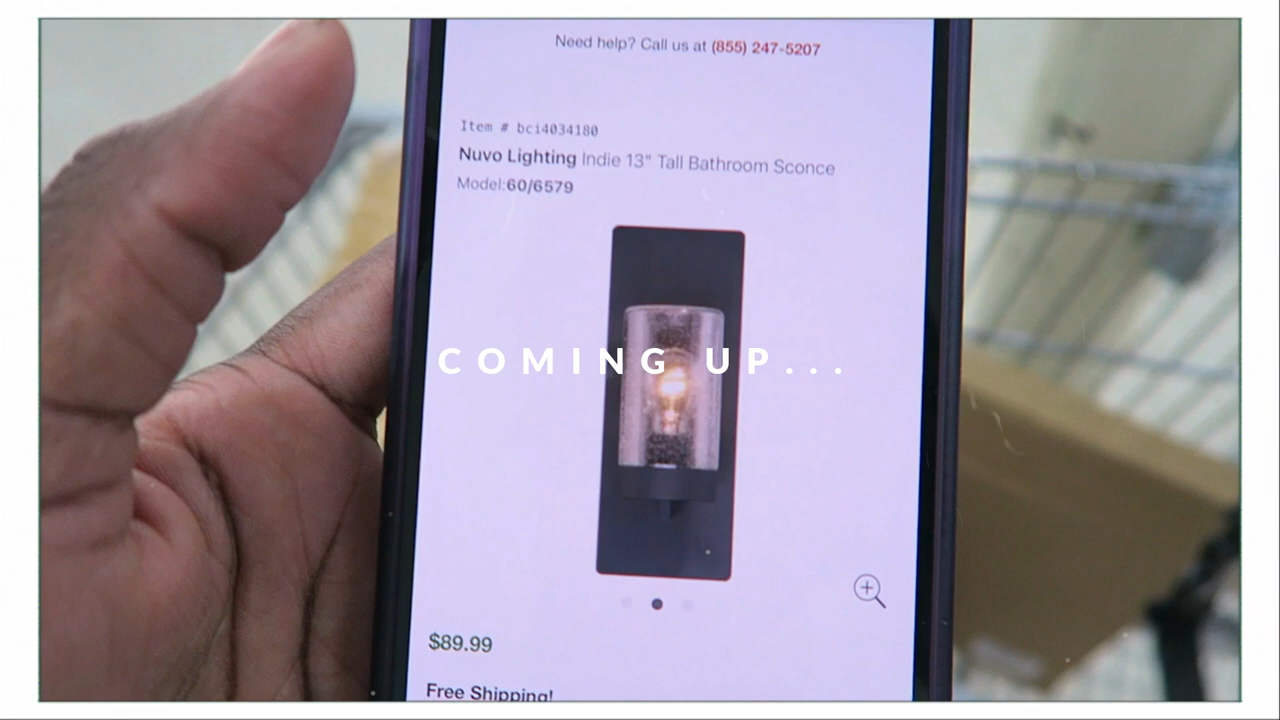 Need help? Call us at (855) 247-5207
Item # bci4034180
Nuvo Lighting Indie 13" Tall Bathroom Sconce
Model:60/6579
COMING UP...
$89.99
Free Shipping!